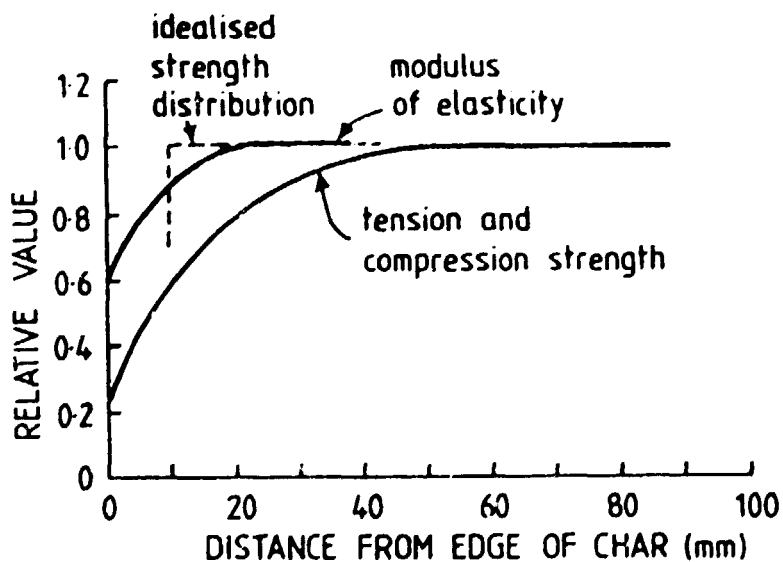 idealised
strength
distribution
modulus
of elasticity
1·2
1·0
0·8
0·6
0·4
0·2
0
RELATIVE VALUE
tension and
compression strength
0 20 40 60 80 100
DISTANCE FROM EDGE OF CHAR (mm)